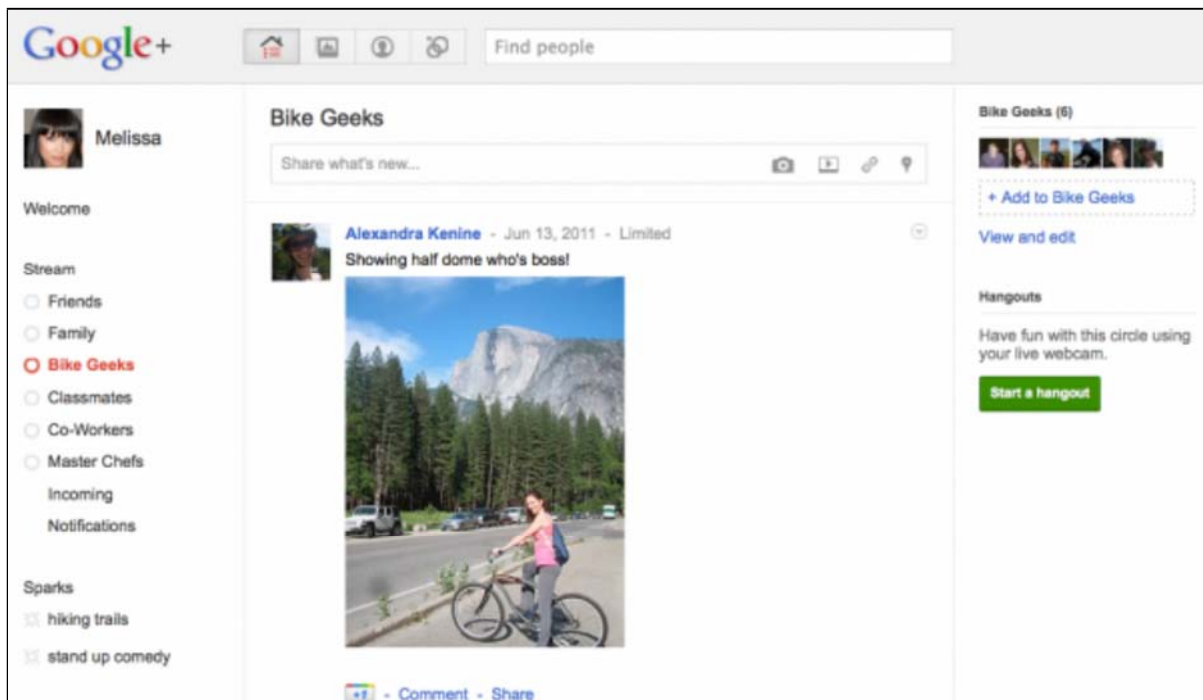 Google+
Find people
Melissa
Welcome
Stream
Friends
Family
Bike Geeks
Classmates
Co-Workers
Master Chefs
Incoming
Notifications
Sparks
hiking trails
stand up comedy
Bike Geeks
Share what's new...
Alexandra Kenine - Jun 13, 2011 - Limited
Showing half dome who's boss!
+1 - Comment - Share
Bike Geeks (6)
+ Add to Bike Geeks
View and edit
Hangouts
Have fun with this circle using
your live webcam.
Start a hangout